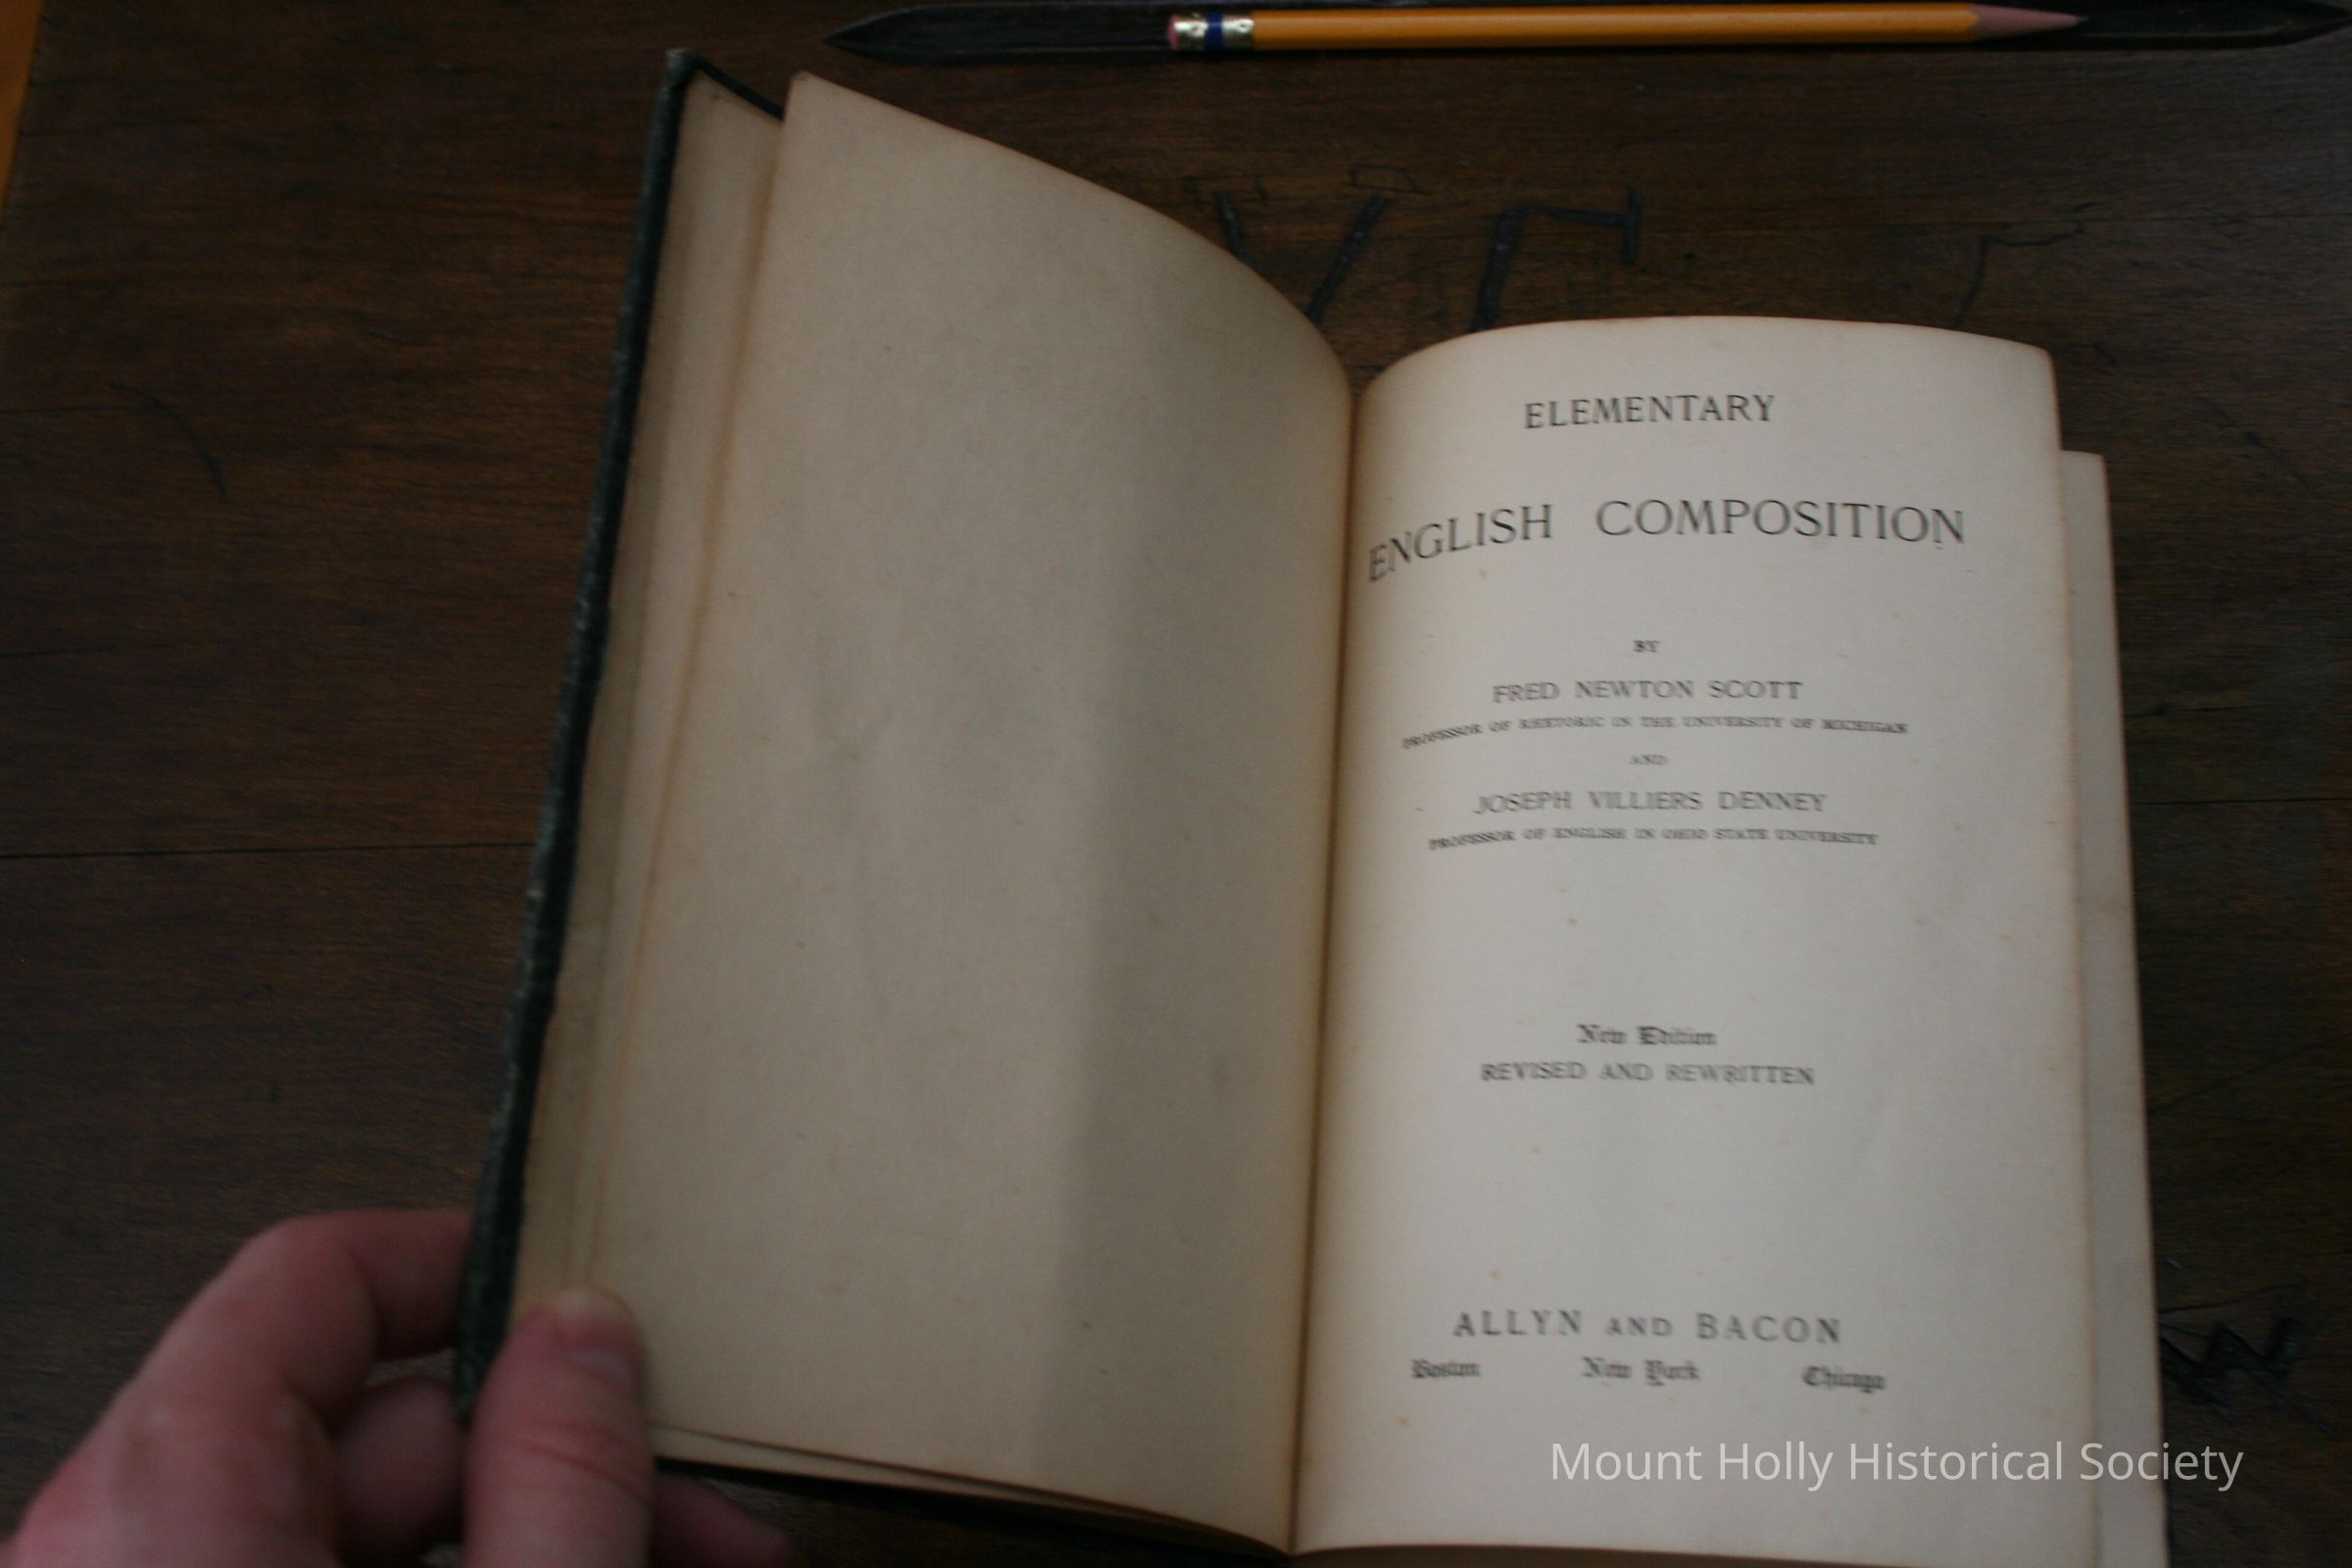 ELEMENTARY
ENGLISH COMPOSITION
BY
FRED NEWTON SCOTT
PROFESSOR OF RHETORIC IN THE UNIVERSITY OF MICHIGAN
AND
JOSEPH VILLIERS DENNEY
PROFESSOR OF ENGLISH IN OHIO STATE UNIVERSITY
New Edition
REVISED AND REWRITTEN
ALLYN AND BACON
Boston New York Chicago
Mount Holly Historical Society